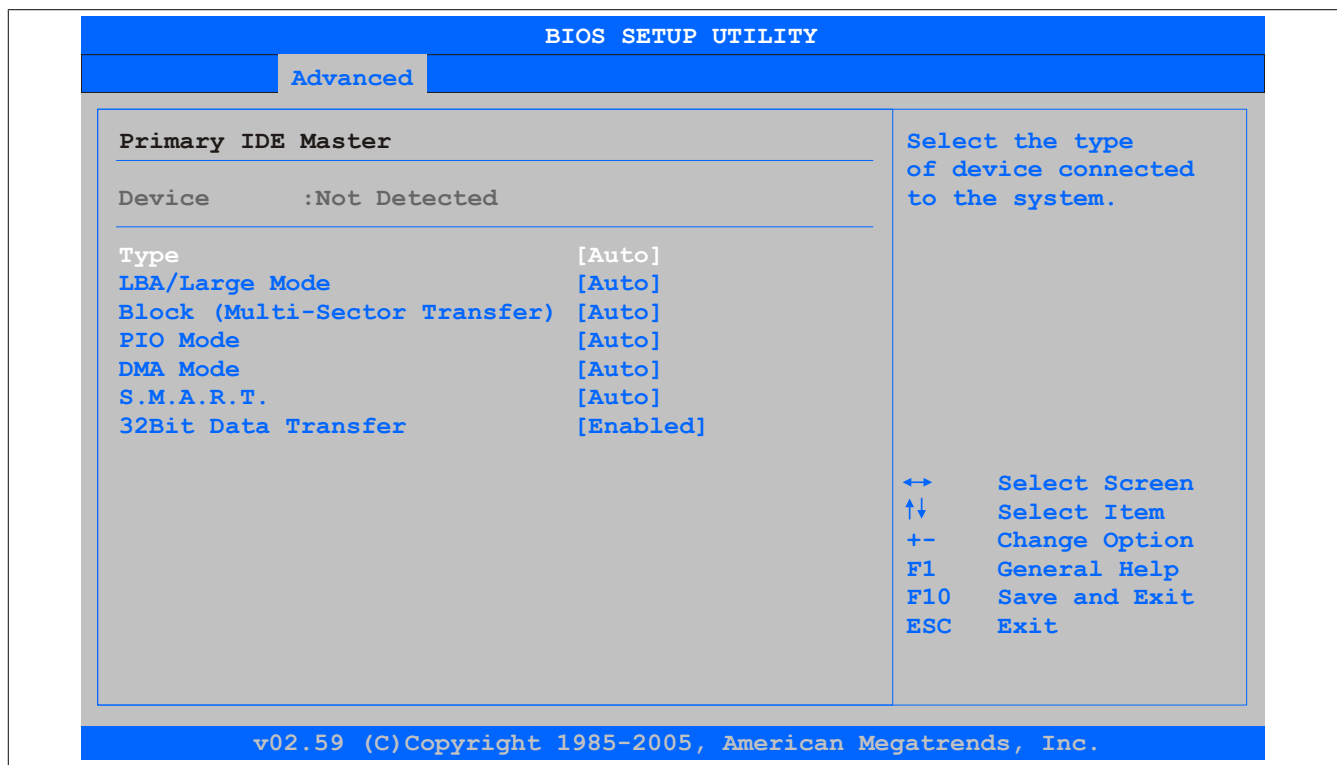 BIOS SETUP UTILITY
Advanced
Primary IDE Master
Device :Not Detected
Type [Auto]
LBA/Large Mode [Auto]
Block (Multi-Sector Transfer) [Auto]
PIO Mode [Auto]
DMA Mode [Auto]
S.M.A.R.T. [Auto]
32Bit Data Transfer [Enabled]
Select the type
of device connected
to the system.
↔ Select Screen
↑↓ Select Item
+- Change Option
F1 General Help
F10 Save and Exit
ESC Exit
v02.59 (C)Copyright 1985-2005, American Megatrends, Inc.